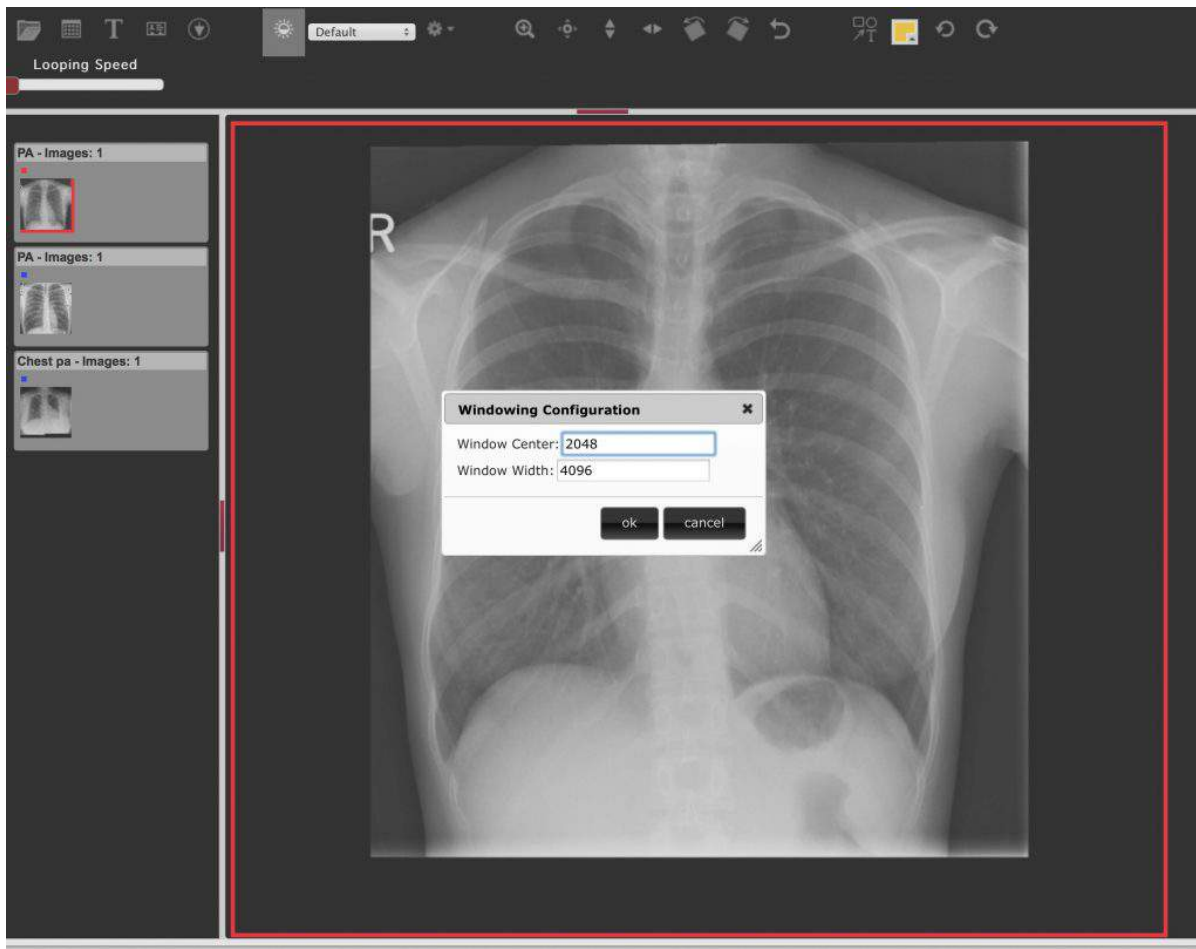 T
Default
Looping Speed
PA - Images: 1
PA - Images: 1
Chest pa - Images: 1
R
Windowing Configuration
Window Center: 2048
Window Width: 4096
ok cancel